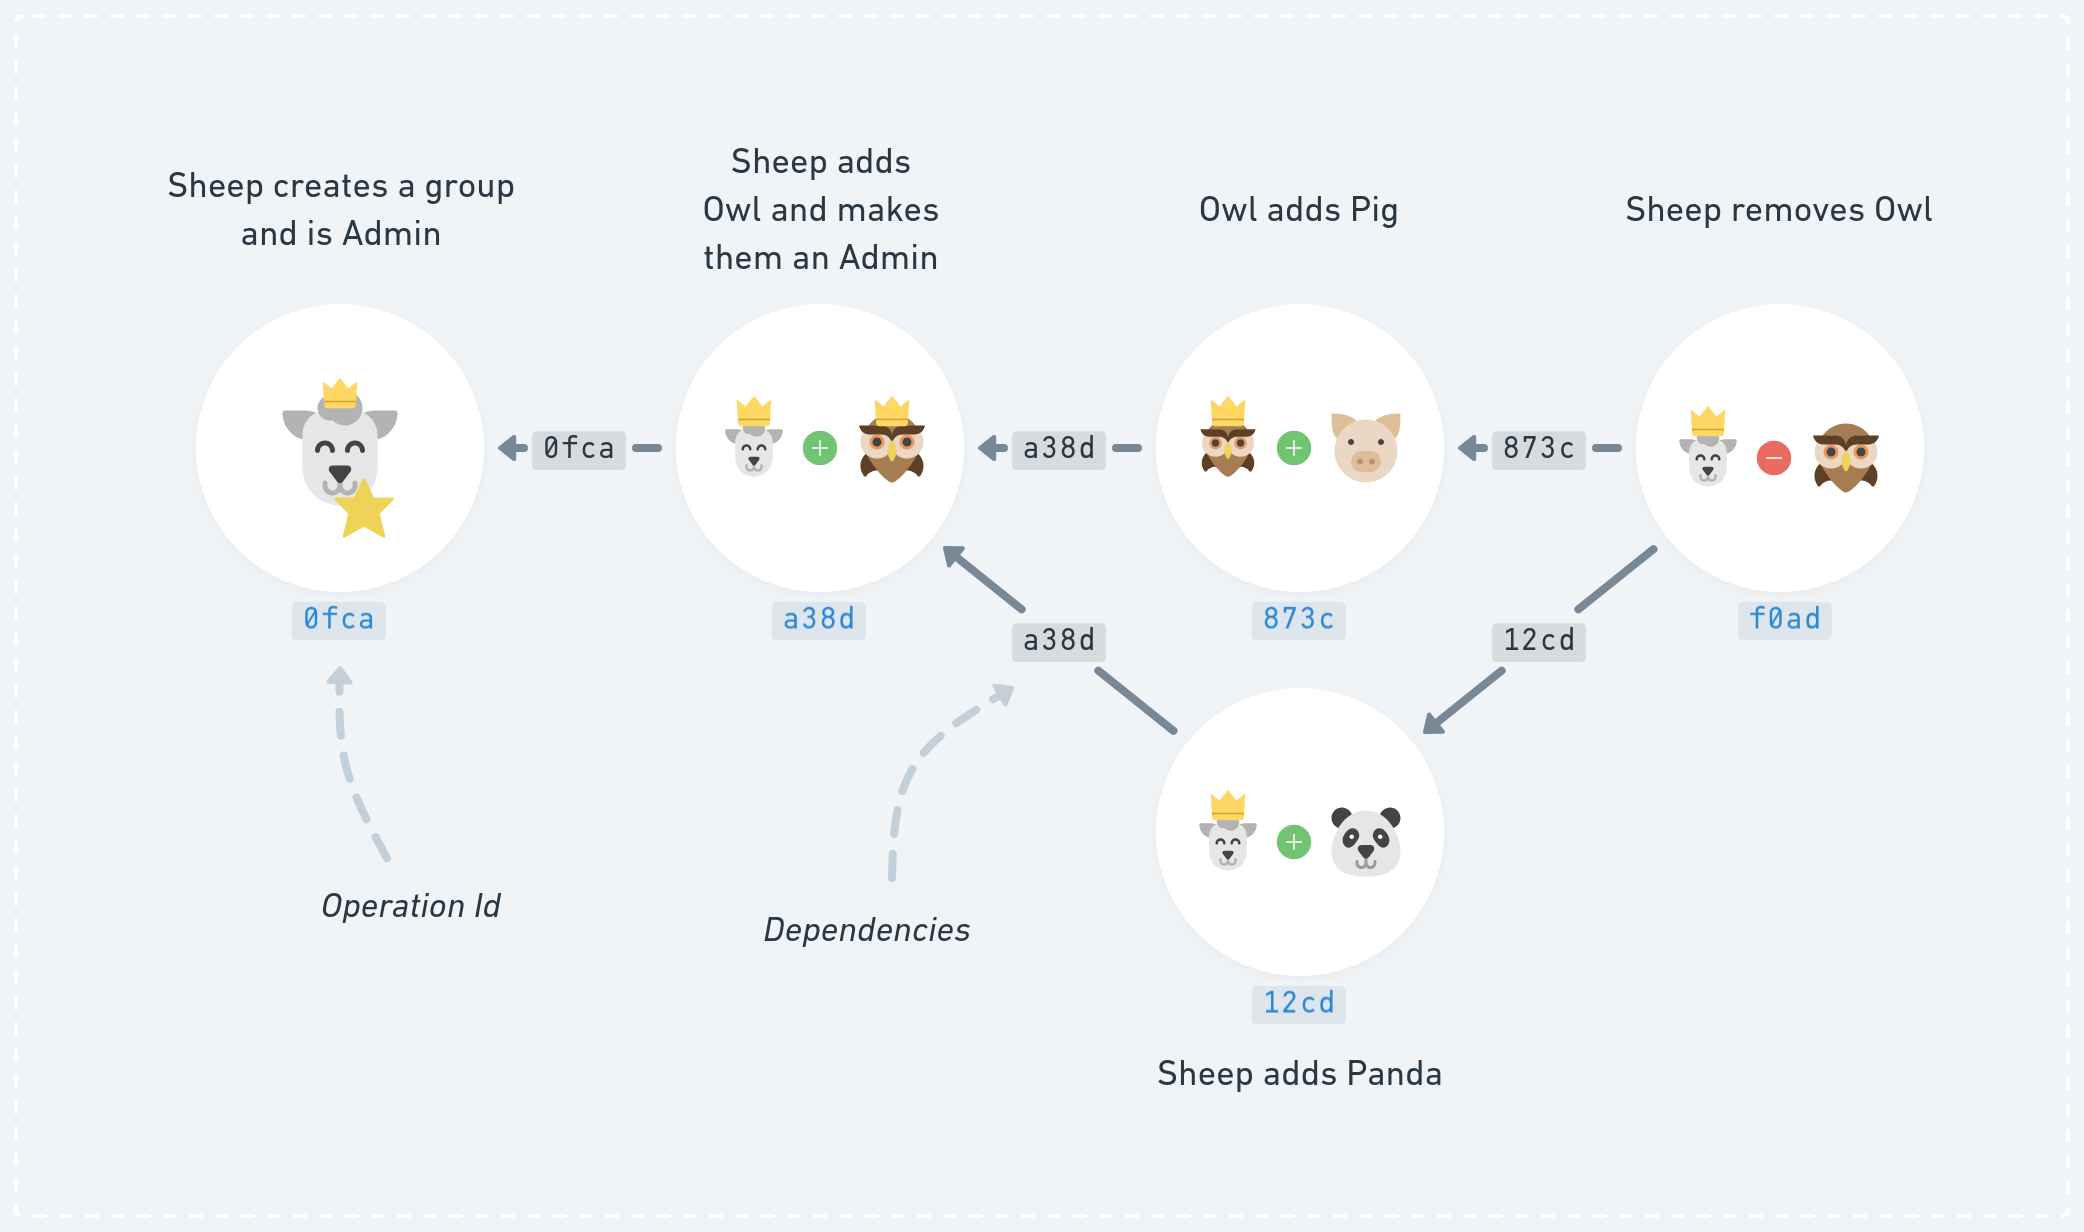 Sheep creates a group
and is Admin
Sheep adds
Owl and makes
them an Admin
Owl adds Pig
Sheep removes Owl
0fca
a38d
873c
0fca
a38d
873c
f0ad
a38d
12cd
Operation Id
Dependencies
12cd
Sheep adds Panda